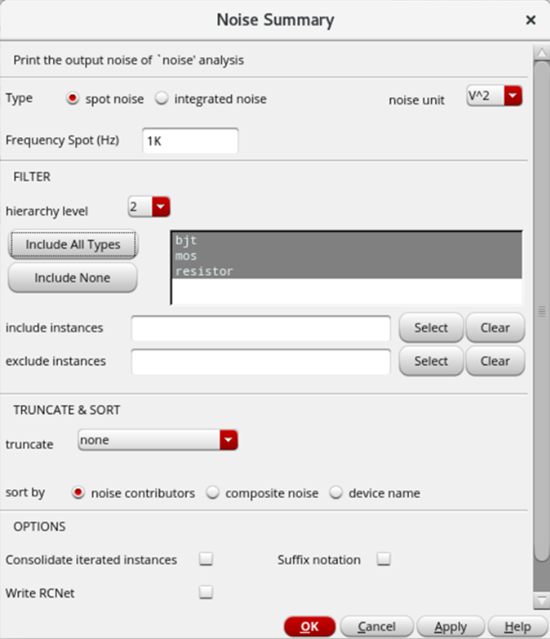 Noise Summary
Print the output noise of `noise' analysis
Type spot noise integrated noise noise unit V^2
Frequency Spot (Hz) 1K
FILTER
hierarchy level 2
Include All Types
Include None
bjt
mos
resistor
include instances Select Clear
exclude instances Select Clear
TRUNCATE & SORT
truncate none
sort by noise contributors composite noise device name
OPTIONS
Consolidate iterated instances Suffix notation
Write RCNet
OK Cancel Apply Help